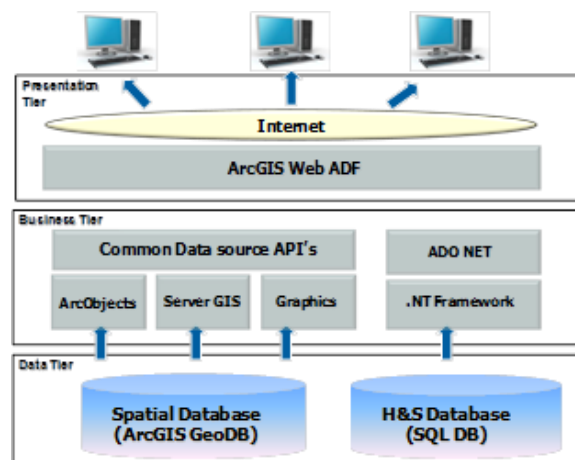 Presentation
Tier
Internet
ArcGIS Web ADF
Business Tier
Common Data source API's
ADO NET
ArcObjects
Server GIS
Graphics
.NT Framework
Data Tier
Spatial Database
(ArcGIS GeoDB)
H&S Database
(SQL DB)